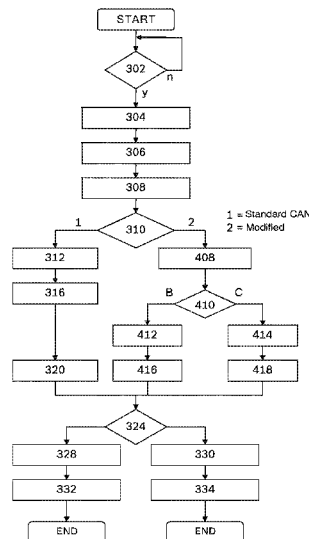 START
302
n
y
304
306
308
1
310
2
1 = Standard CAN
2 = Modified
312
408
316
B
410
C
412
414
320
416
418
324
328
330
332
334
END
END